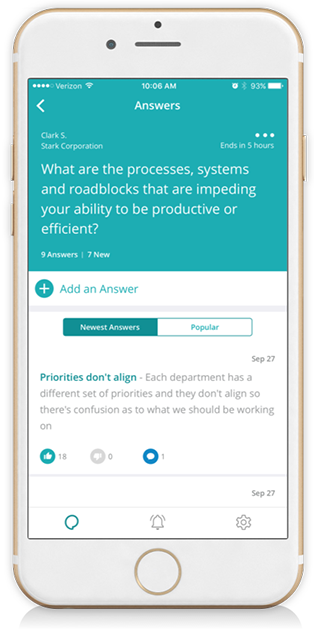 Verizon 10:06 AM 93%
Answers
Clark S.
Stark Corporation Ends in 5 hours
What are the processes, systems
and roadblocks that are impeding
your ability to be productive or
efficient?
9 Answers | 7 New
Add an Answer
Newest Answers Popular
Sep 27
Priorities don't align - Each department has a
different set of priorities and they don't align so
there's confusion as to what we should be working
on
18 0 1
Sep 27